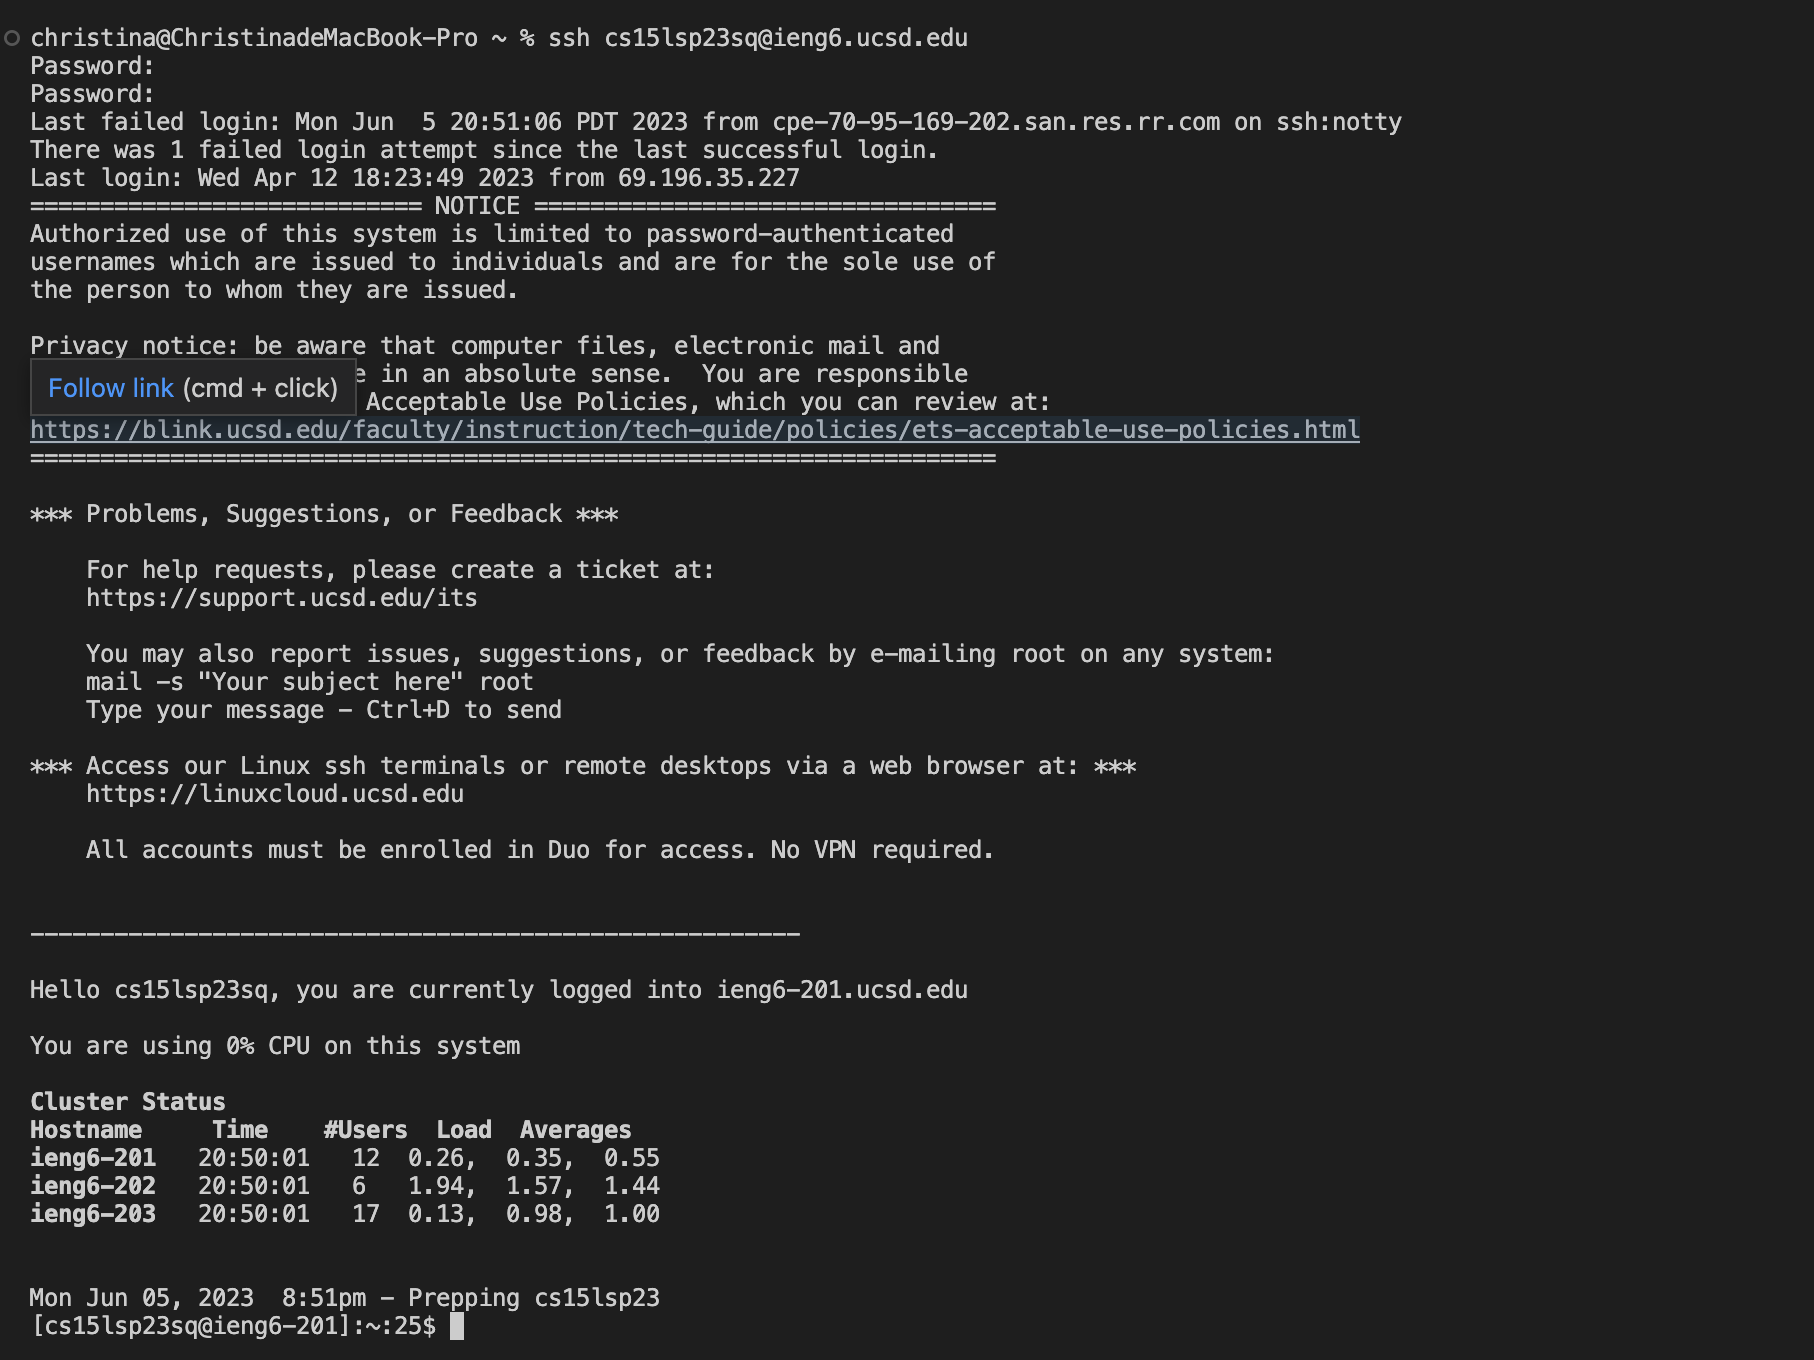 christina@ChristinadeMacBook-Pro ~ % ssh cs15lsp23sq@ieng6.ucsd.edu
Password:
Password:
Last failed login: Mon Jun  5 20:51:06 PDT 2023 from cpe-70-95-169-202.san.res.rr.com on ssh:notty
There was 1 failed login attempt since the last successful login.
Last login: Wed Apr 12 18:23:49 2023 from 69.196.35.227
============================ NOTICE =================================
Authorized use of this system is limited to password-authenticated
usernames which are issued to individuals and are for the sole use of
the person to whom they are issued.

Privacy notice: be aware that computer files, electronic mail and
e in an absolute sense.  You are responsible
Follow link (cmd + click)
Acceptable Use Policies, which you can review at:
https://blink.ucsd.edu/faculty/instruction/tech-guide/policies/ets-acceptable-use-policies.html
=====================================================================

*** Problems, Suggestions, or Feedback ***

    For help requests, please create a ticket at:
    https://support.ucsd.edu/its

    You may also report issues, suggestions, or feedback by e-mailing root on any system:
    mail -s "Your subject here" root
    Type your message - Ctrl+D to send

*** Access our Linux ssh terminals or remote desktops via a web browser at: ***
    https://linuxcloud.ucsd.edu

    All accounts must be enrolled in Duo for access. No VPN required.


-------------------------------------------------------

Hello cs15lsp23sq, you are currently logged into ieng6-201.ucsd.edu

You are using 0% CPU on this system

Cluster Status
Hostname     Time    #Users  Load  Averages
ieng6-201   20:50:01   12  0.26,  0.35,  0.55
ieng6-202   20:50:01   6   1.94,  1.57,  1.44
ieng6-203   20:50:01   17  0.13,  0.98,  1.00


Mon Jun 05, 2023  8:51pm - Prepping cs15lsp23
[cs15lsp23sq@ieng6-201]:~:25$